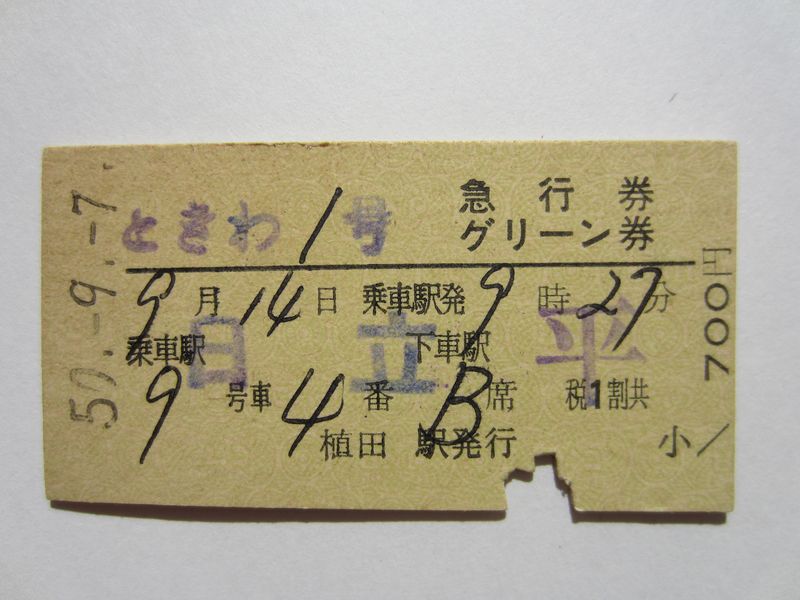 50.-9.-7.
ときわ 1 号
急行券
グリーン券
9月14日 乗車駅発 9時27分
乗車駅 日立 下車駅 平
9号車 4番 B席 税1割共
植田駅発行 小
700円